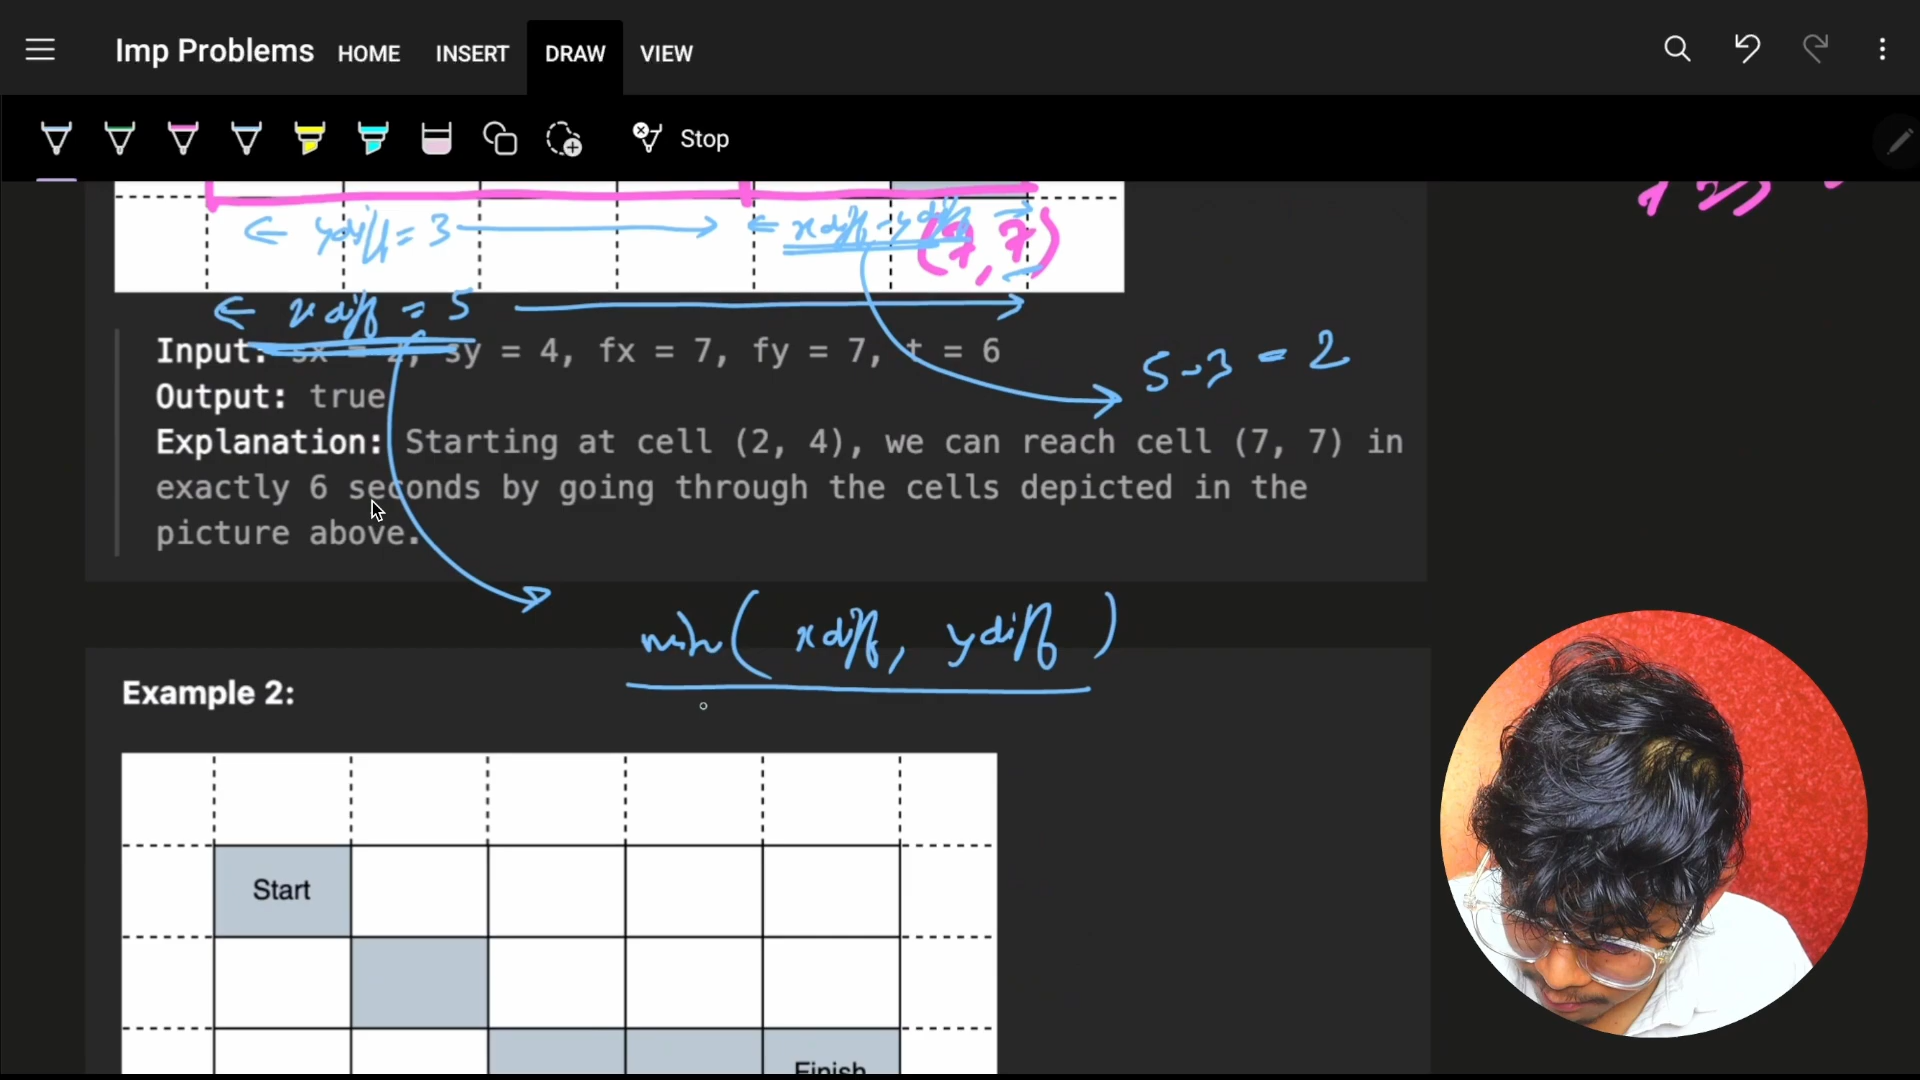 Imp Problems HOME INSERT DRAW VIEW
Stop
ydiff = 3
xdiff - ydiff
(7, 7)
xdiff = 5
Input: sx = 2, sy = 4, fx = 7, fy = 7, t = 6
5-3 = 2
Output: true
Explanation: Starting at cell (2, 4), we can reach cell (7, 7) in
exactly 6 seconds by going through the cells depicted in the
picture above.
min( xdiff, ydiff )
Example 2:
Start
Finish